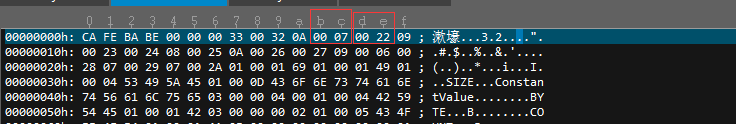 0 1 2 3 4 5 6 7 8 9 a b c d e f
00000000h: CA FE BA BE 00 00 00 33 00 32 0A 00 07 00 22 09 ; 漱壕...3.2....".
00000010h: 00 23 00 24 08 00 25 0A 00 26 00 27 09 00 06 00 ; .#.$..%..&.'....
00000020h: 28 07 00 29 07 00 2A 01 00 01 69 01 00 01 49 01 ; (..)..*...i...I.
00000030h: 00 04 53 49 5A 45 01 00 0D 43 6F 6E 73 74 61 6E ; ..SIZE...Constan
00000040h: 74 56 61 6C 75 65 03 00 00 04 00 01 00 04 42 59 ; tValue........BY
00000050h: 54 45 01 00 01 42 03 00 00 00 02 01 00 05 43 4F ; TE...B........CO